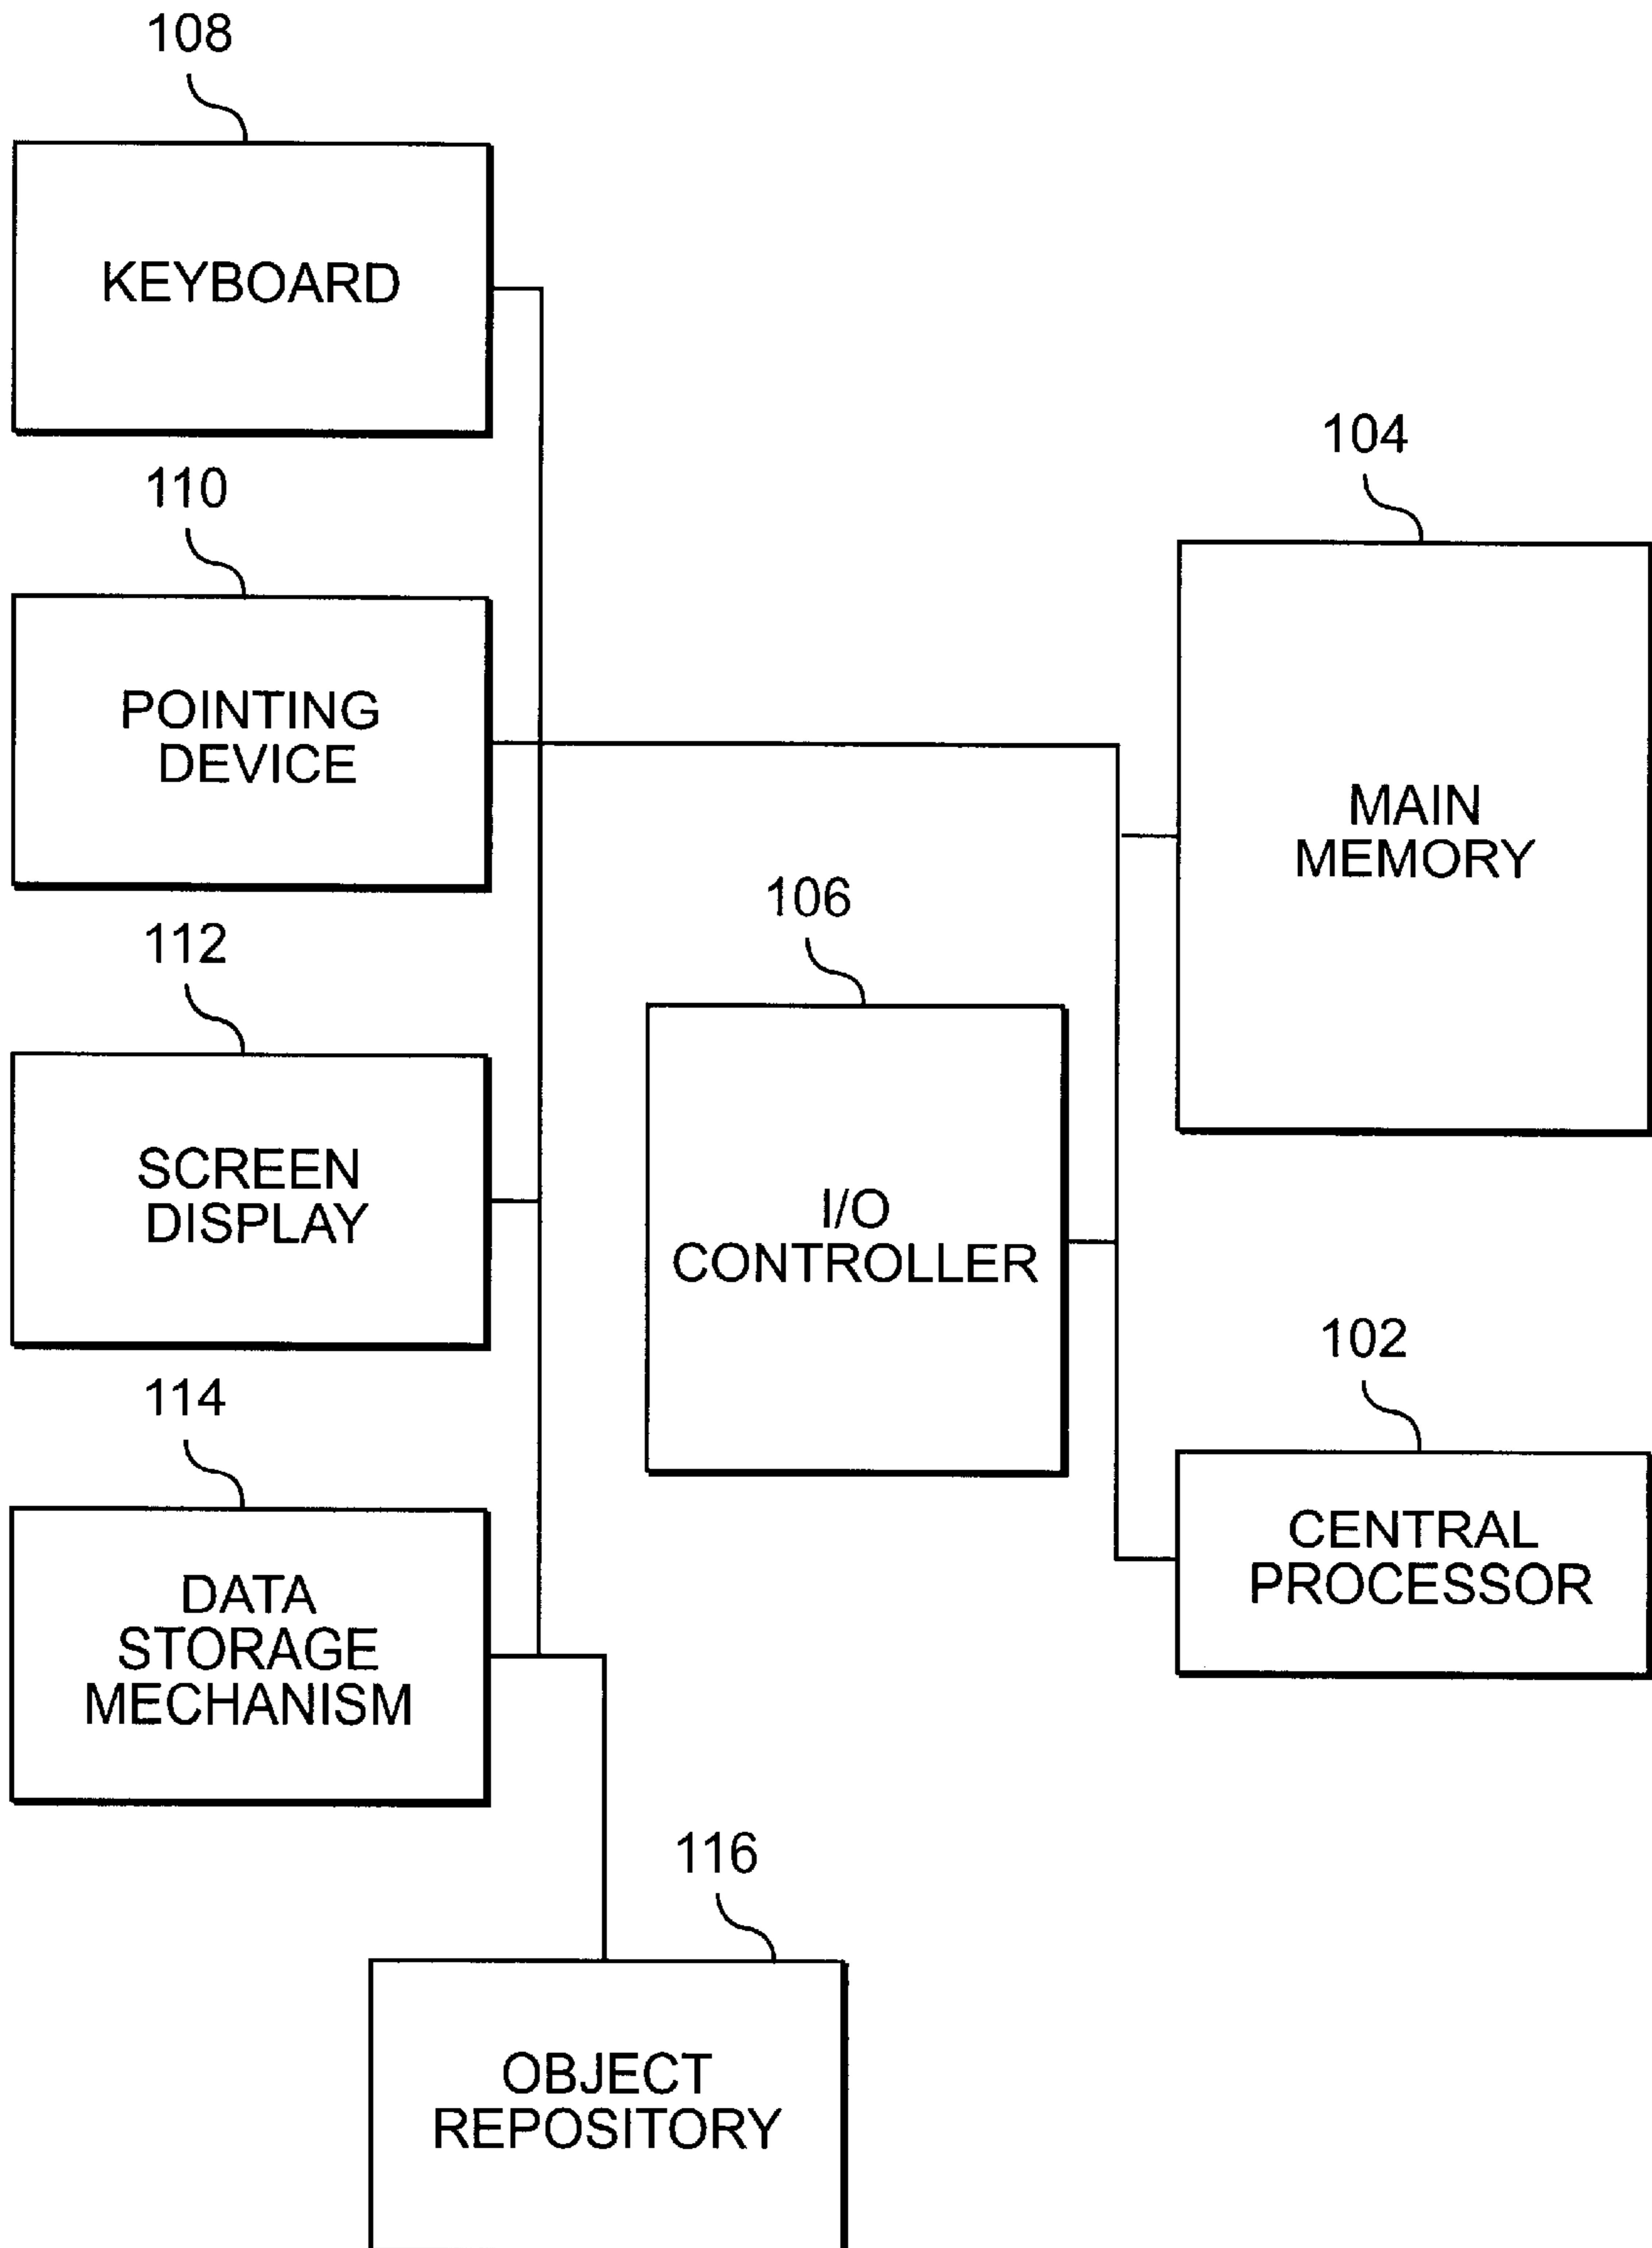 108
KEYBOARD
110
POINTING
DEVICE
112
SCREEN
DISPLAY
114
DATA
STORAGE
MECHANISM
104
MAIN
MEMORY
106
I/O
CONTROLLER
102
CENTRAL
PROCESSOR
116
OBJECT
REPOSITORY